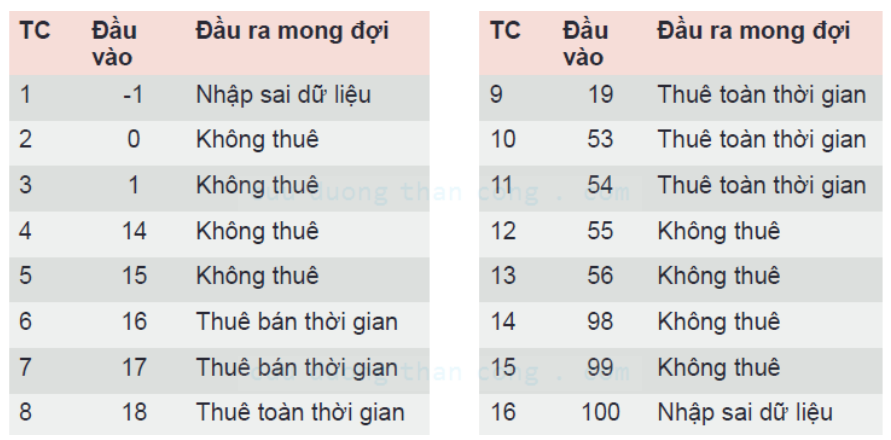 TC Đầu vào Đầu ra mong đợi
1 -1 Nhập sai dữ liệu
2 0 Không thuê
3 1 Không thuê
4 14 Không thuê
5 15 Không thuê
6 16 Thuê bán thời gian
7 17 Thuê bán thời gian
8 18 Thuê toàn thời gian
TC Đầu vào Đầu ra mong đợi
9 19 Thuê toàn thời gian
10 53 Thuê toàn thời gian
11 54 Thuê toàn thời gian
12 55 Không thuê
13 56 Không thuê
14 98 Không thuê
15 99 Không thuê
16 100 Nhập sai dữ liệu
cuu duong than cong . com
cuu duong than cong . com